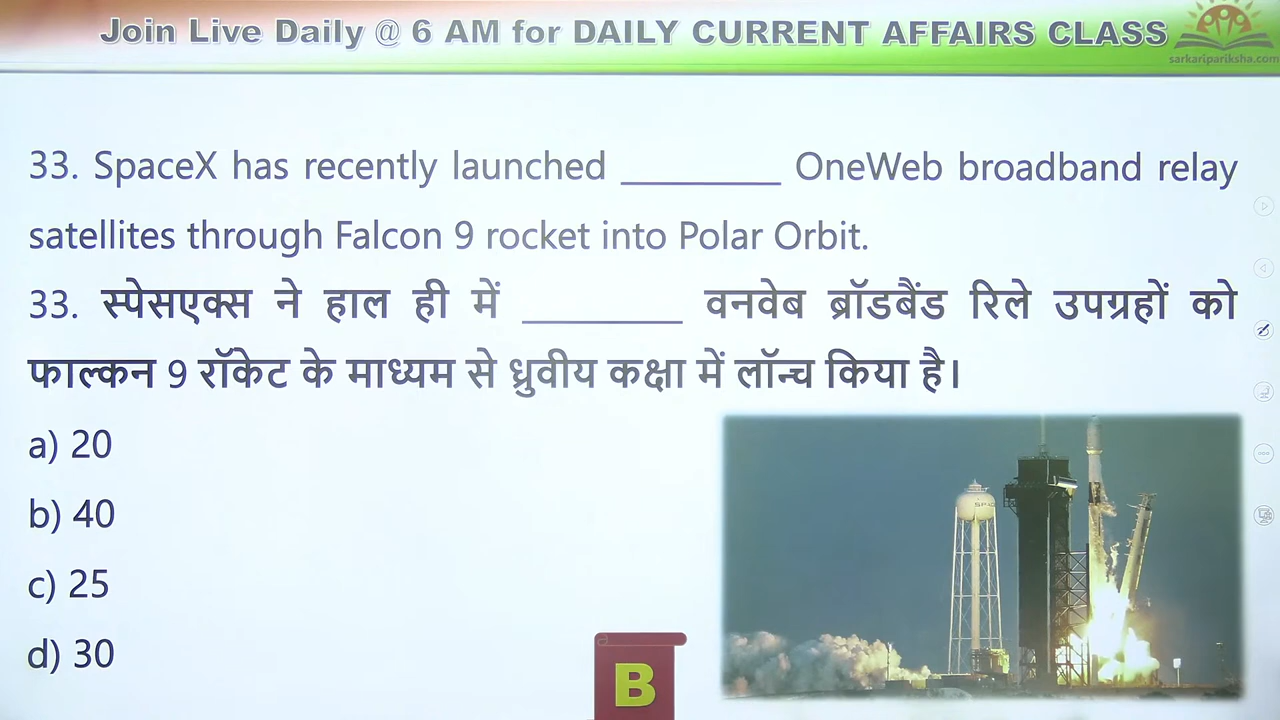 Join Live Daily @ 6 AM for DAILY CURRENT AFFAIRS CLASS
sarkaripariksha.com
33. SpaceX has recently launched _________ OneWeb broadband relay
satellites through Falcon 9 rocket into Polar Orbit.
33. स्पेसएक्स ने हाल ही में _________ वनवेब ब्रॉडबैंड रिले उपग्रहों को
फाल्कन 9 रॉकेट के माध्यम से ध्रुवीय कक्षा में लॉन्च किया है।
a) 20
b) 40
c) 25
d) 30
B